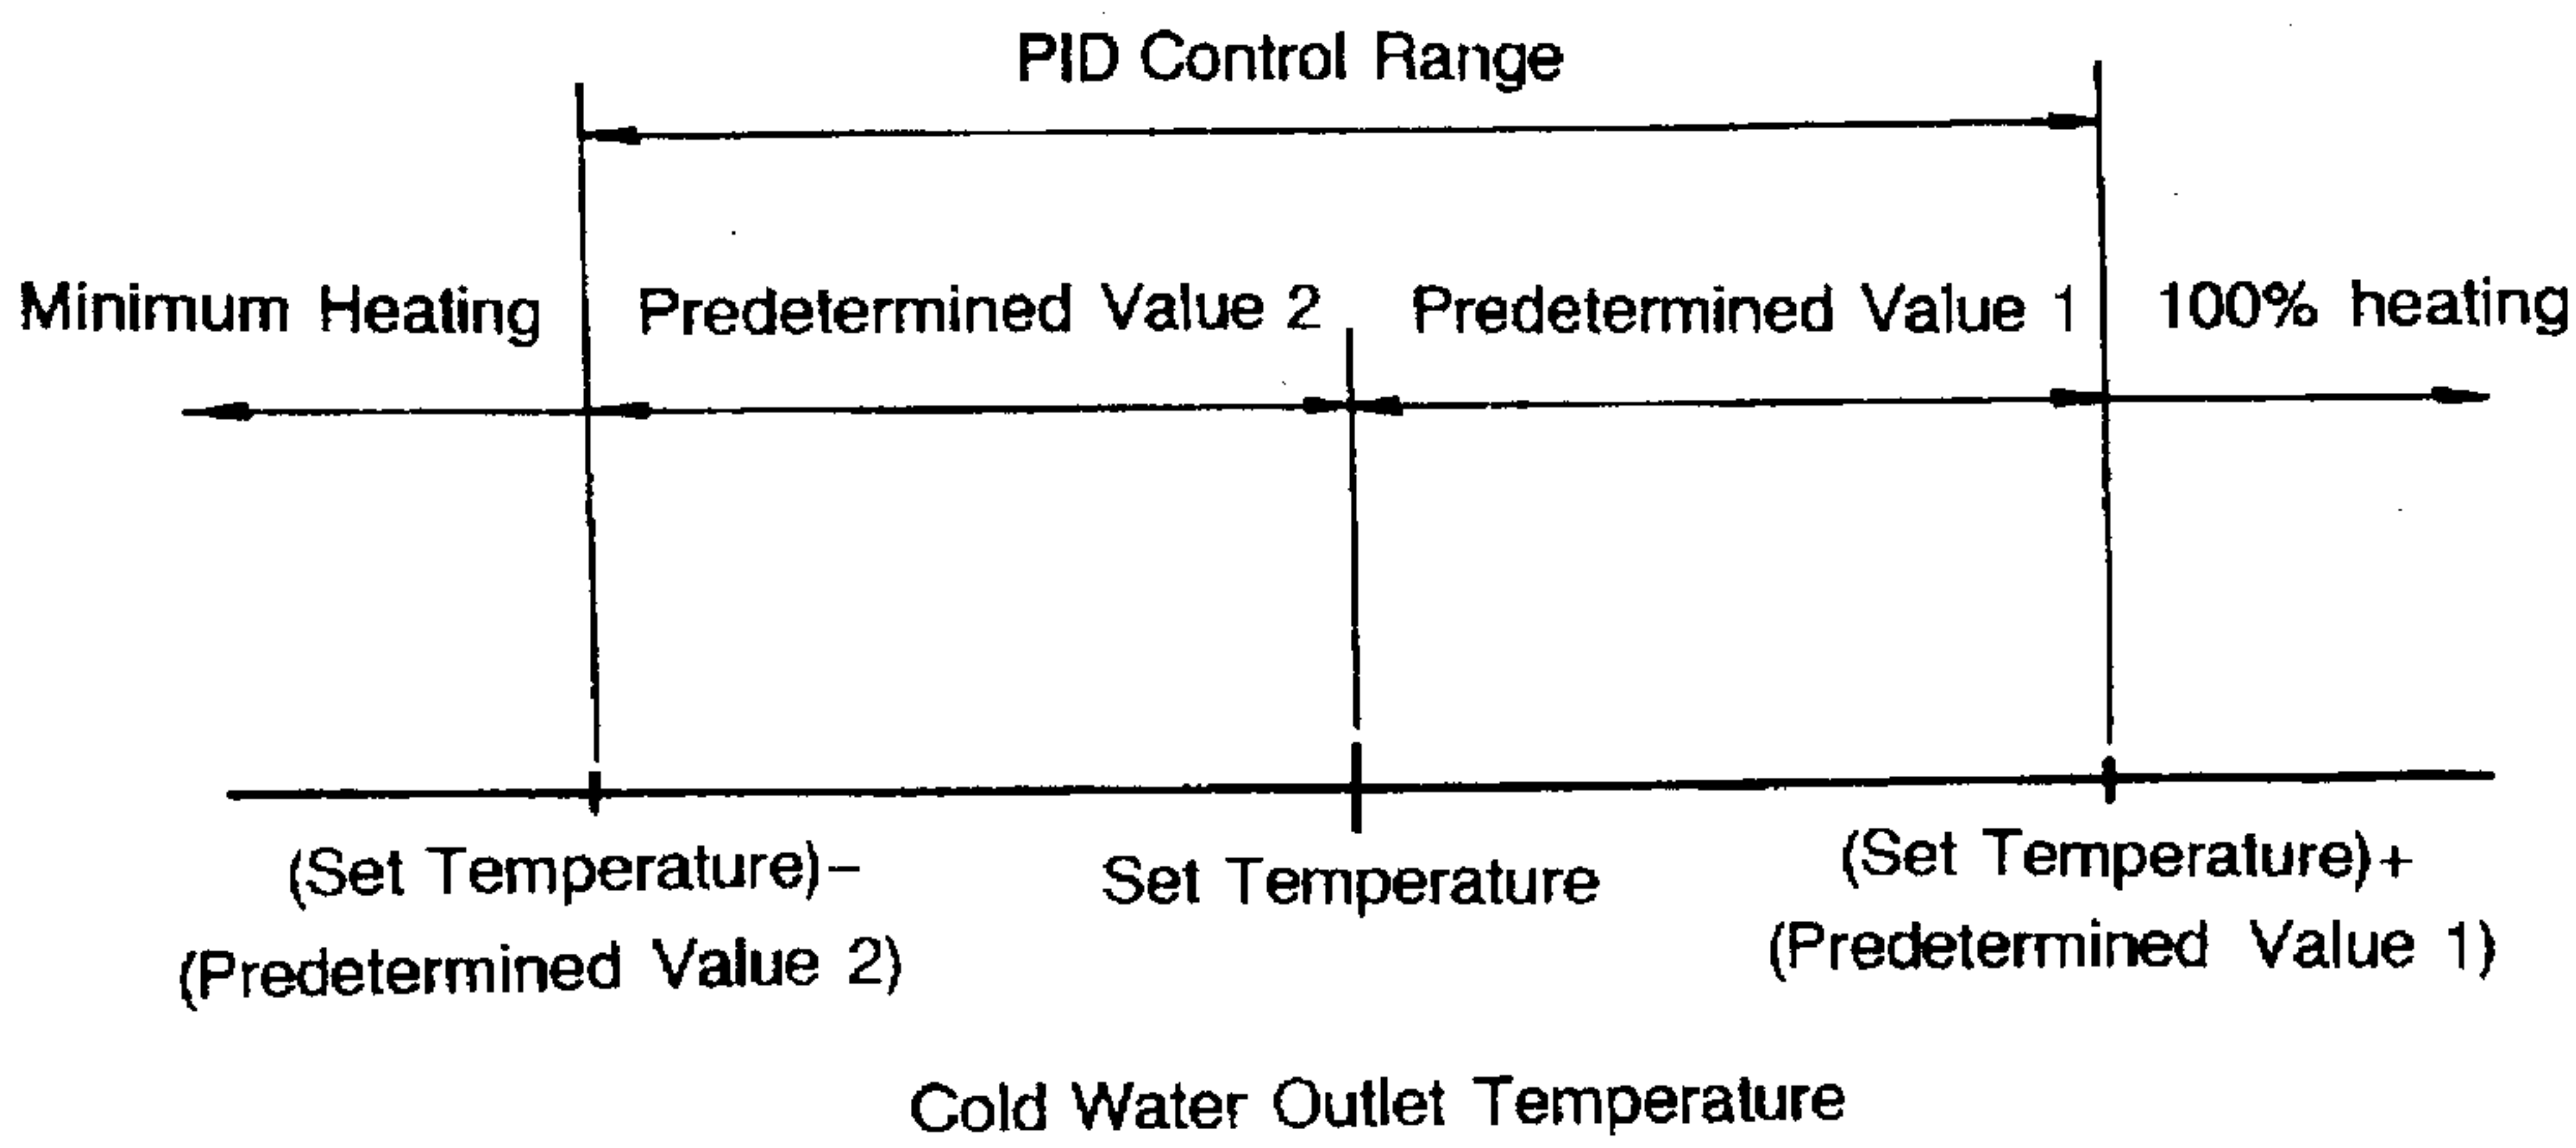 PID Control Range
Minimum Heating
Predetermined Value 2
Predetermined Value 1
100% heating
(Set Temperature)–
(Predetermined Value 2)
Set Temperature
(Set Temperature)+
(Predetermined Value 1)
Cold Water Outlet Temperature